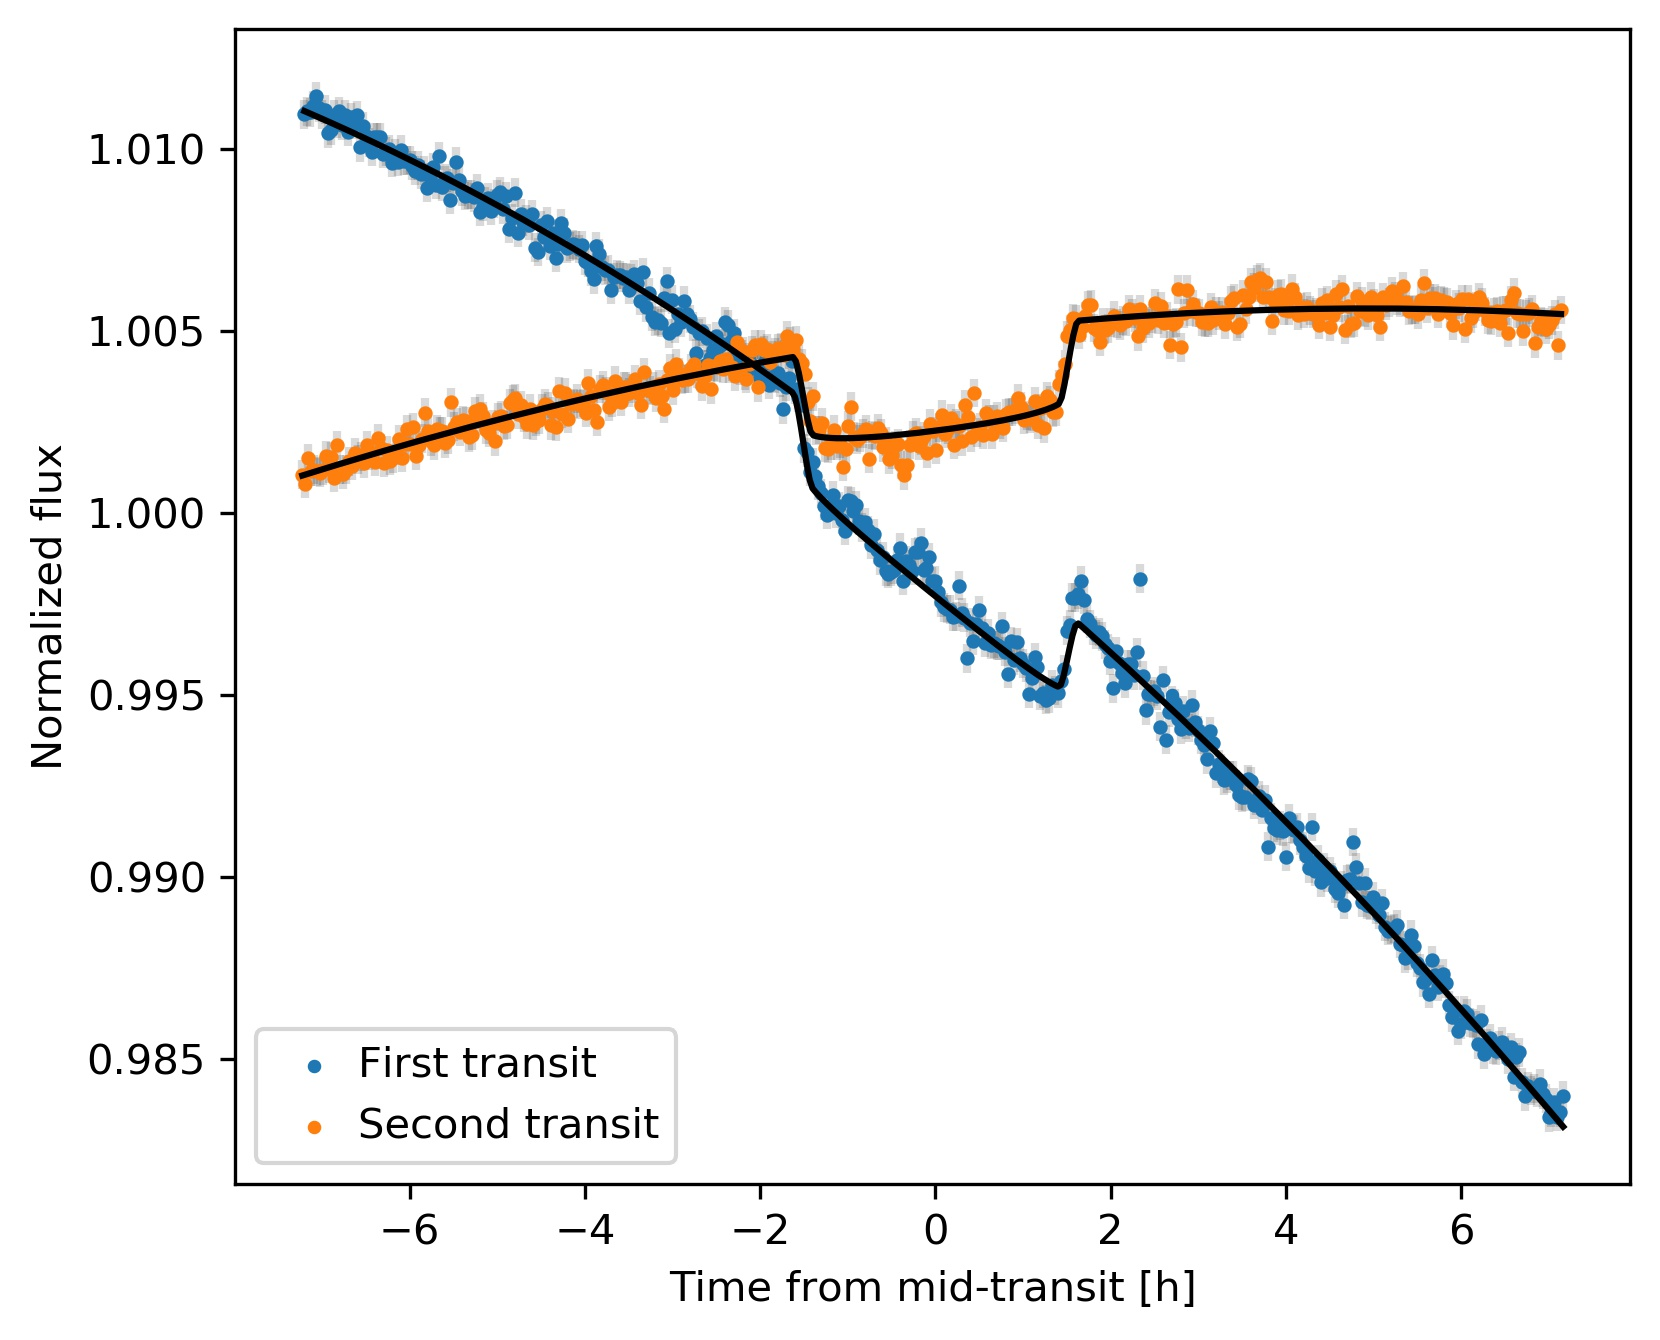 1.010
1.005
1.000
0.995
0.990
0.985
Normalized flux
First transit
Second transit
−6 −4 −2 0 2 4 6
Time from mid-transit [h]